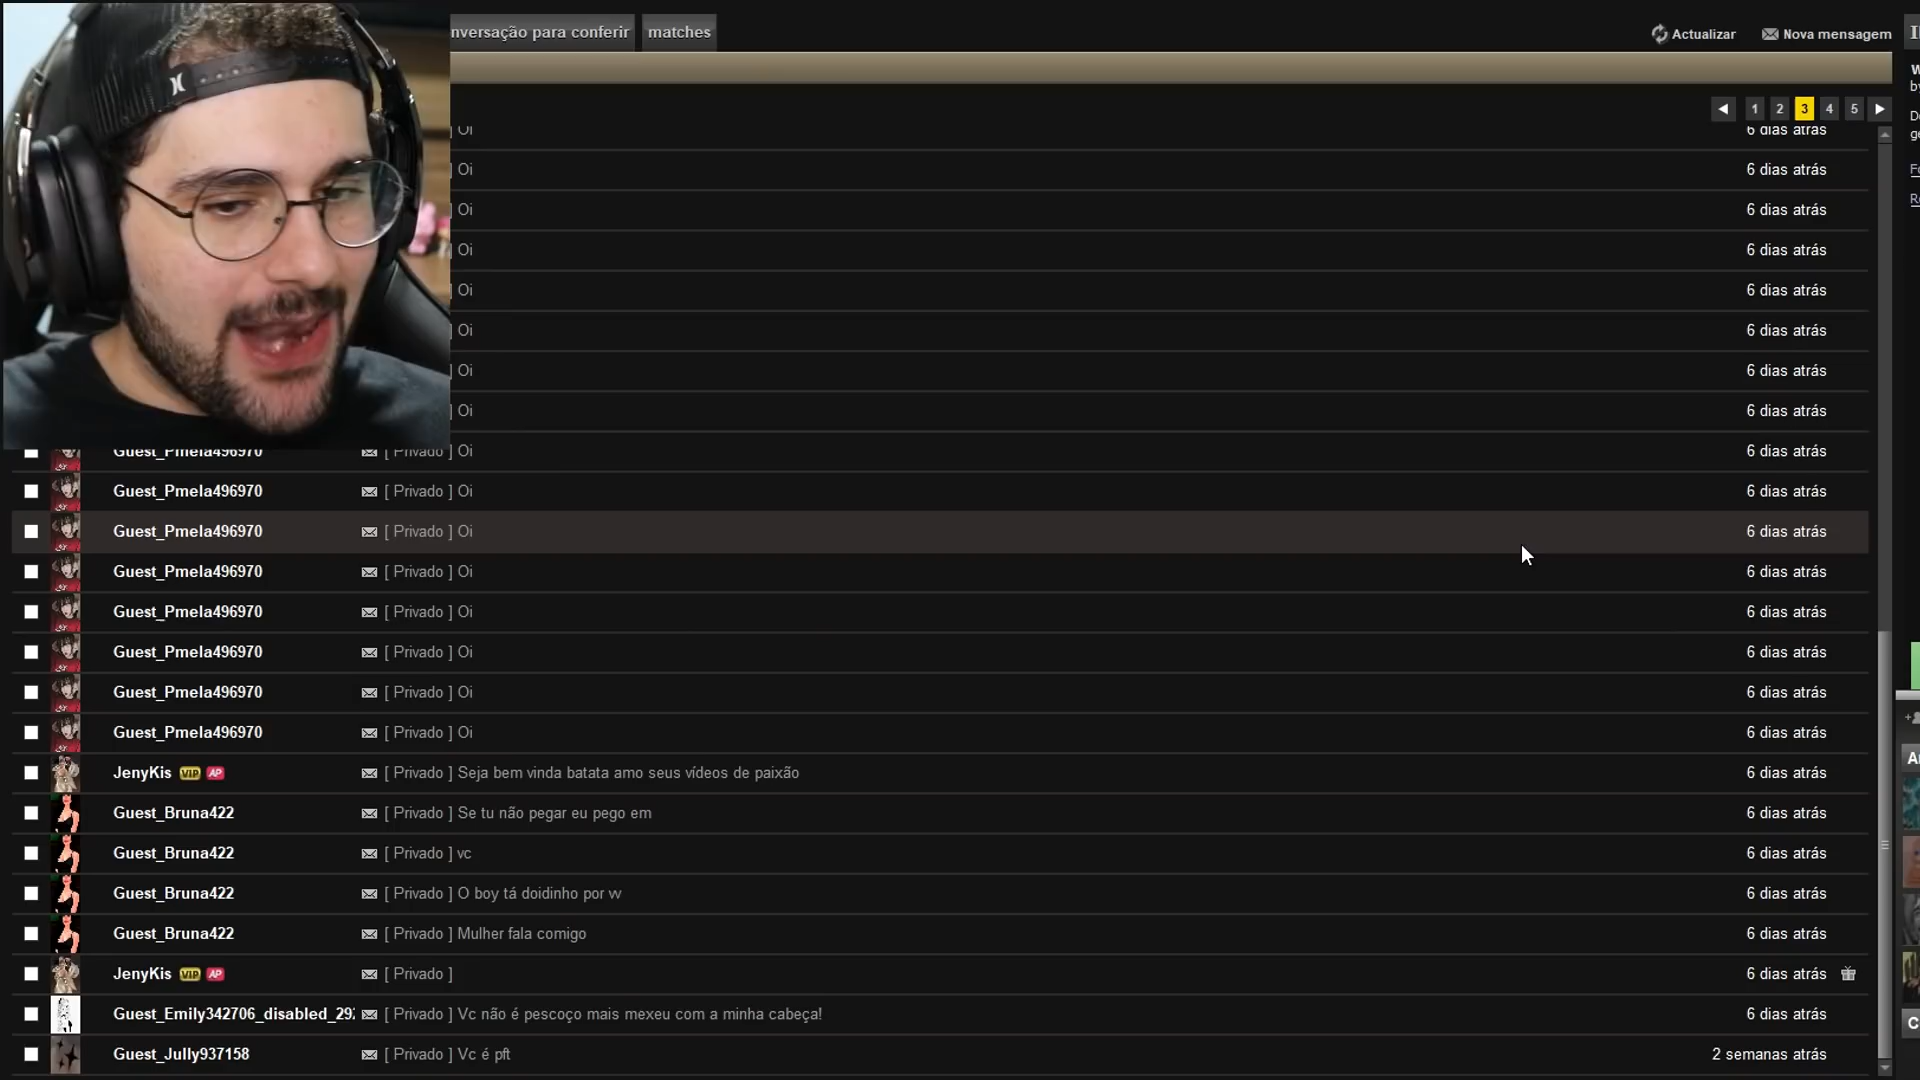 nversação para conferir
matches
Actualizar
Nova mensagem
1 2 3 4 5
] Oi 6 dias atrás
] Oi 6 dias atrás
] Oi 6 dias atrás
] Oi 6 dias atrás
] Oi 6 dias atrás
] Oi 6 dias atrás
] Oi 6 dias atrás
] Oi 6 dias atrás
Guest_Pmela496970 [ Privado ] Oi 6 dias atrás
Guest_Pmela496970 [ Privado ] Oi 6 dias atrás
Guest_Pmela496970 [ Privado ] Oi 6 dias atrás
Guest_Pmela496970 [ Privado ] Oi 6 dias atrás
Guest_Pmela496970 [ Privado ] Oi 6 dias atrás
Guest_Pmela496970 [ Privado ] Oi 6 dias atrás
Guest_Pmela496970 [ Privado ] Oi 6 dias atrás
Guest_Pmela496970 [ Privado ] Oi 6 dias atrás
JenyKis VIP AP [ Privado ] Seja bem vinda batata amo seus vídeos de paixão 6 dias atrás
Guest_Bruna422 [ Privado ] Se tu não pegar eu pego em 6 dias atrás
Guest_Bruna422 [ Privado ] vc 6 dias atrás
Guest_Bruna422 [ Privado ] O boy tá doidinho por vv 6 dias atrás
Guest_Bruna422 [ Privado ] Mulher fala comigo 6 dias atrás
JenyKis VIP AP [ Privado ] 6 dias atrás
Guest_Emily342706_disabled_29 [ Privado ] Vc não é pescoço mais mexeu com a minha cabeça! 6 dias atrás
Guest_Jully937158 [ Privado ] Vc é pft 2 semanas atrás